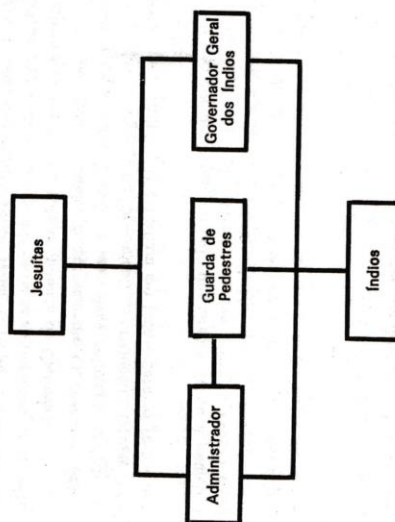 Jesuítas
Administrador
Guarda de
Pedestres
Governador Geral
dos Índios
Índios